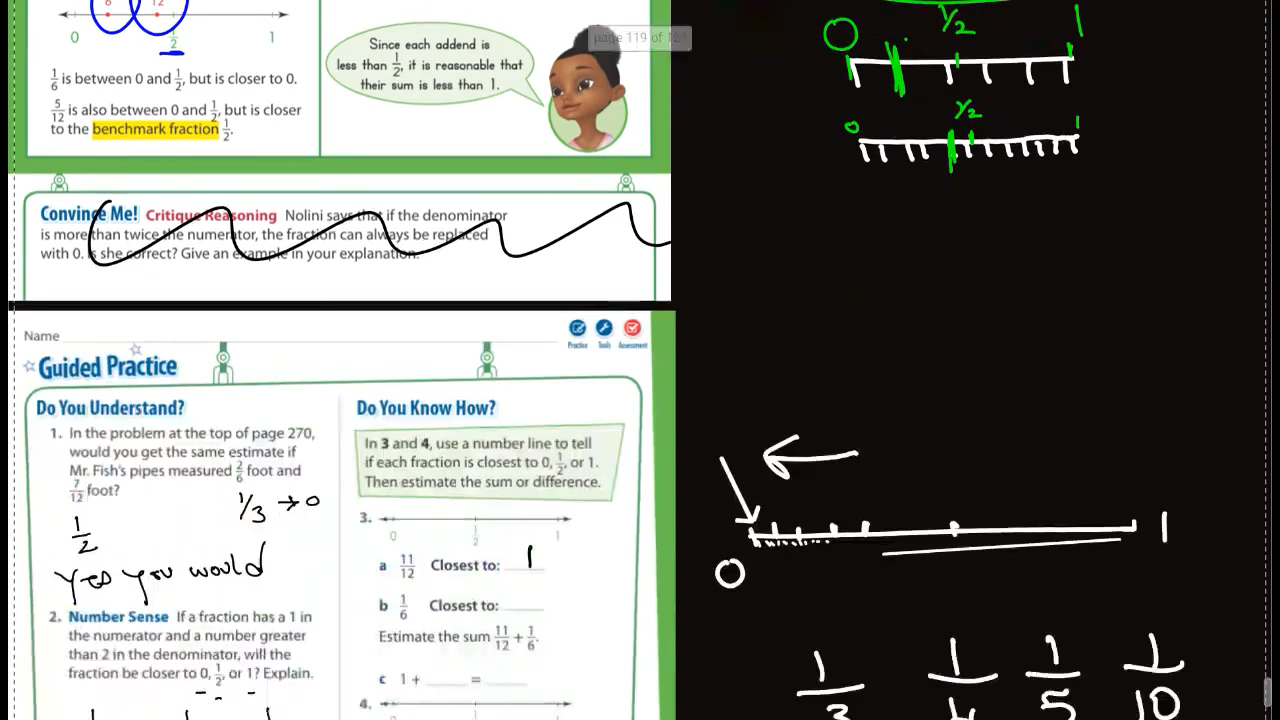 6 12
0 1/2 1
1/6 is between 0 and 1/2, but is closer to 0.
5/12 is also between 0 and 1/2, but is closer
to the benchmark fraction 1/2.
Since each addend is
less than 1/2, it is reasonable that
their sum is less than 1.
page 119 of
Convince Me! Critique Reasoning Nolini says that if the denominator
is more than twice the numerator, the fraction can always be replaced
with 0. Is she correct? Give an example in your explanation.
Name
Practice Tools Assessment
Guided Practice
Do You Understand?
1. In the problem at the top of page 270,
would you get the same estimate if
Mr. Fish's pipes measured 2/6 foot and
7/12 foot?
1/3 → 0
1/2
Yes you would
2. Number Sense If a fraction has a 1 in
the numerator and a number greater
than 2 in the denominator, will the
fraction be closer to 0, 1/2, or 1? Explain.
Do You Know How?
In 3 and 4, use a number line to tell
if each fraction is closest to 0, 1/2, or 1.
Then estimate the sum or difference.
3.
0 1/2 1
a 11/12 Closest to: 1
b 1/6 Closest to:
Estimate the sum 11/12 + 1/6.
c 1 + =
4.
0 1/2 1
0 1/2 1
0 1
1/3 1/4 1/5 1/10